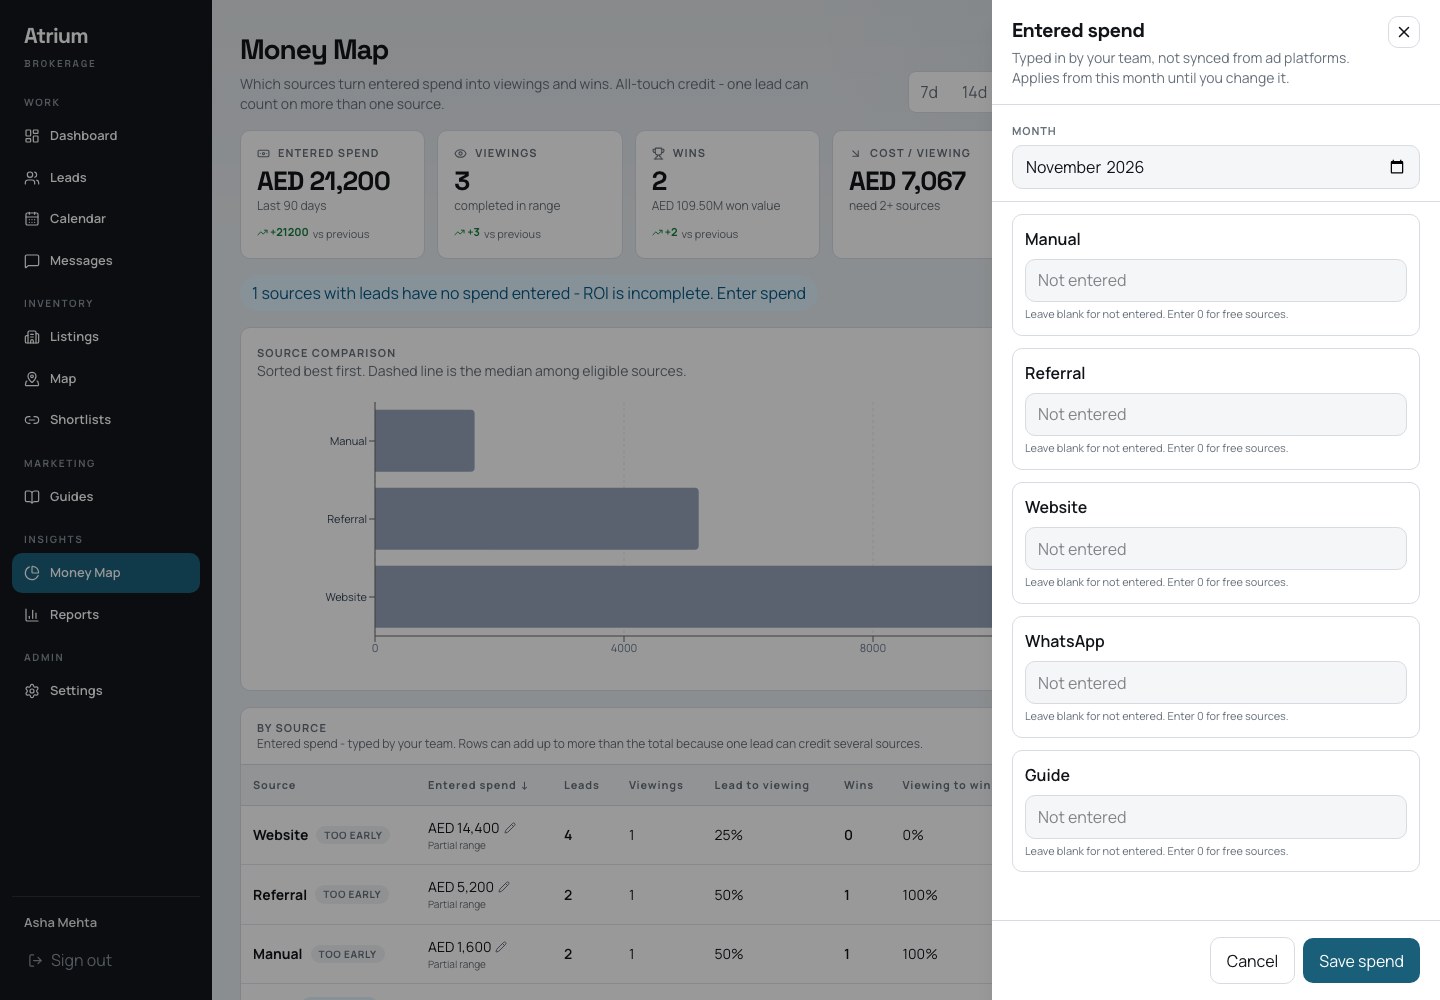 Atrium
BROKERAGE
WORK
Dashboard
Leads
Calendar
Messages
INVENTORY
Listings
Map
Shortlists
MARKETING
Guides
INSIGHTS
Money Map
Reports
ADMIN
Settings
Asha Mehta
Sign out
Money Map
Which sources turn entered spend into viewings and wins. All-touch credit - one lead can
count on more than one source.
7d 14d
ENTERED SPEND
AED 21,200
Last 90 days
+21200 vs previous
VIEWINGS
3
completed in range
+3 vs previous
WINS
2
AED 109.50M won value
+2 vs previous
COST / VIEWING
AED 7,067
need 2+ sources
1 sources with leads have no spend entered - ROI is incomplete. Enter spend
SOURCE COMPARISON
Sorted best first. Dashed line is the median among eligible sources.
Manual
Referral
Website
0 4000 8000
BY SOURCE
Entered spend - typed by your team. Rows can add up to more than the total because one lead can credit several sources.
Source Entered spend ↓ Leads Viewings Lead to viewing Wins Viewing to win
Website TOO EARLY AED 14,400 4 1 25% 0 0%
Partial range
Referral TOO EARLY AED 5,200 2 1 50% 1 100%
Partial range
Manual TOO EARLY AED 1,600 2 1 50% 1 100%
Partial range
Entered spend
Typed in by your team, not synced from ad platforms.
Applies from this month until you change it.
MONTH
November 2026
Manual
Not entered
Leave blank for not entered. Enter 0 for free sources.
Referral
Not entered
Leave blank for not entered. Enter 0 for free sources.
Website
Not entered
Leave blank for not entered. Enter 0 for free sources.
WhatsApp
Not entered
Leave blank for not entered. Enter 0 for free sources.
Guide
Not entered
Leave blank for not entered. Enter 0 for free sources.
Cancel
Save spend